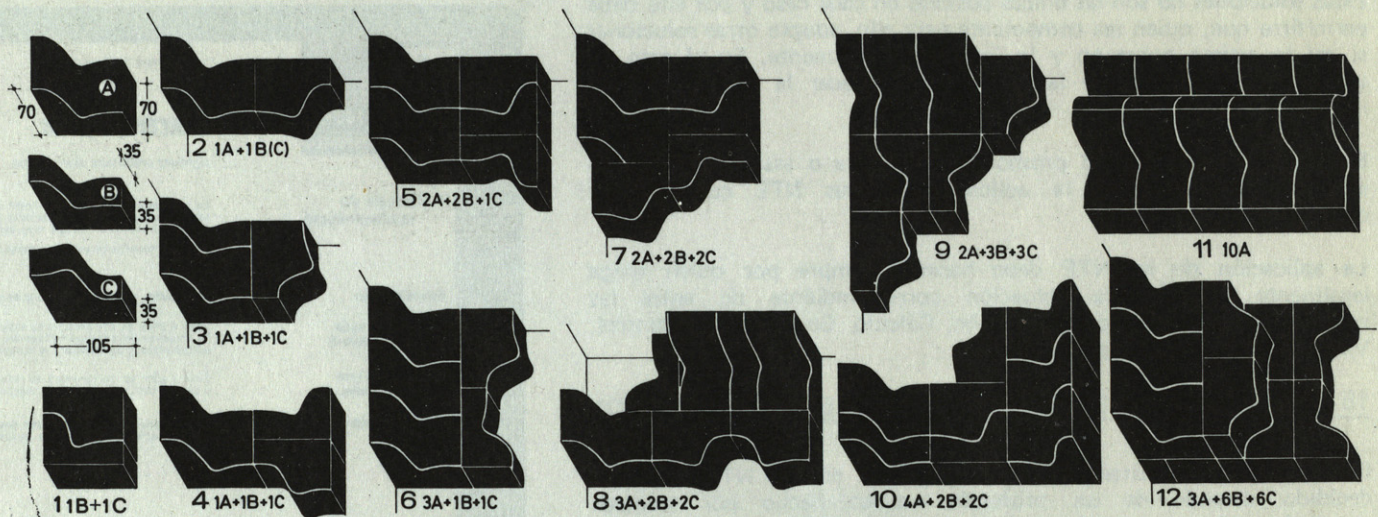 A
70
70
35
B
35
C
35
105
1 1B+1C
2 1A+1B(C)
3 1A+1B+1C
4 1A+1B+1C
5 2A+2B+1C
6 3A+1B+1C
7 2A+2B+2C
8 3A+2B+2C
9 2A+3B+3C
10 4A+2B+2C
11 10A
12 3A+6B+6C